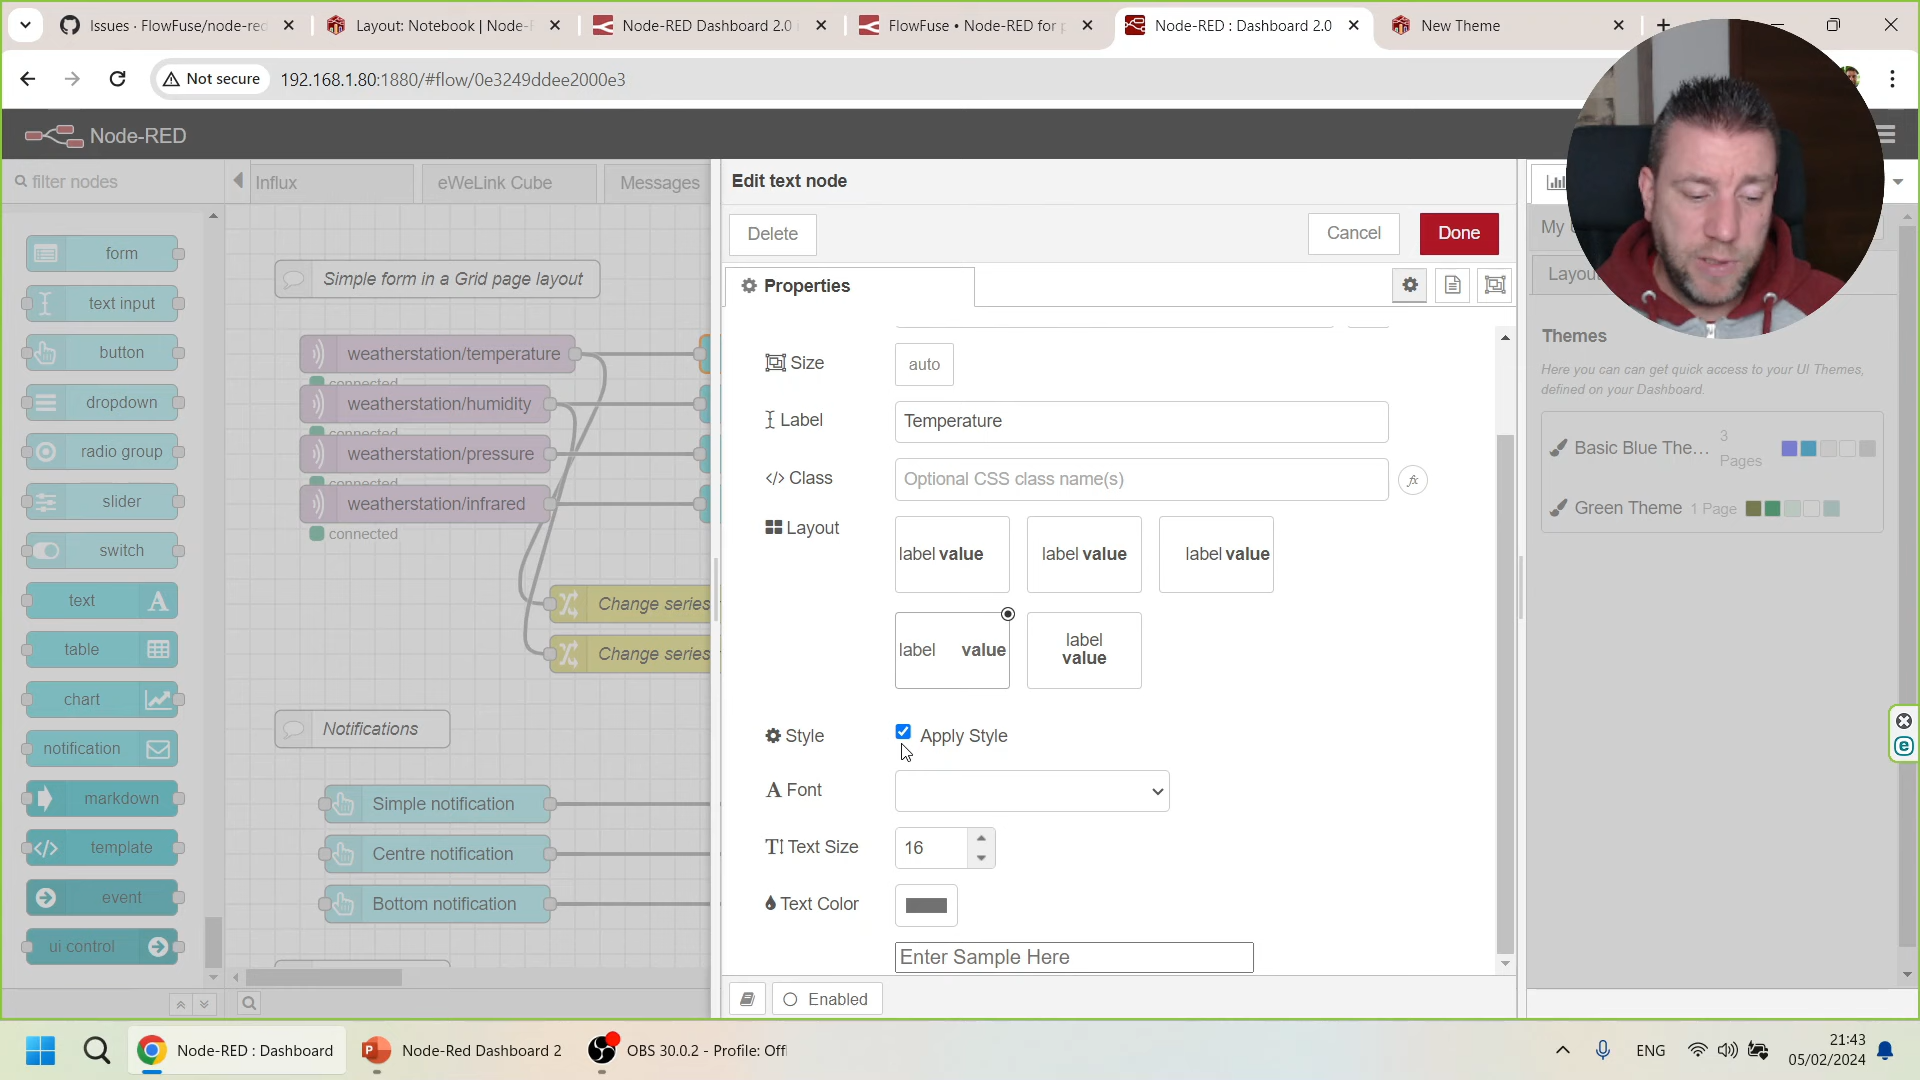 Issues · FlowFuse/node-red
Layout: Notebook | Node-R
Node-RED Dashboard 2.0
FlowFuse • Node-RED for p
Node-RED : Dashboard 2.0
New Theme
Not secure
192.168.1.80:1880/#flow/0e3249ddee2000e3
Node-RED
filter nodes
Influx
eWeLink Cube
Messages
Edit text node
Delete
Cancel
Done
Properties
My
Layou
form
text input
button
dropdown
radio group
slider
switch
text
table
chart
notification
markdown
template
event
ui control
Simple form in a Grid page layout
weatherstation/temperature
connected
weatherstation/humidity
connected
weatherstation/pressure
connected
weatherstation/infrared
connected
Change series
Change series
Notifications
Simple notification
Centre notification
Bottom notification
Size
auto
Label
Temperature
Class
Optional CSS class name(s)
fx
Layout
label value
label value
label value
label value
label
value
Style
Apply Style
Font
Text Size
16
Text Color
Enter Sample Here
Enabled
Themes
Here you can can get quick access to your UI Themes,
defined on your Dashboard.
Basic Blue The...
3
Pages
Green Theme
1 Page
Node-RED : Dashboard
Node-Red Dashboard 2
OBS 30.0.2 - Profile: Offi
ENG
21:43
05/02/2024